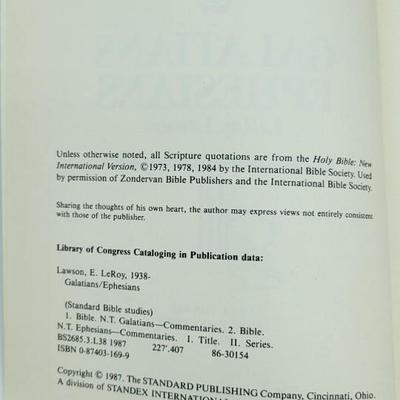 Unless otherwise noted, all Scripture quotations are from the Holy Bible: New
International Version, ©1973, 1978, 1984 by the International Bible Society. Used
by permission of Zondervan Bible Publishers and the International Bible Society.
Sharing the thoughts of his own heart, the author may express views not entirely consistent
with those of the publisher.
Library of Congress Cataloging in Publication data:
Lawson, E. LeRoy, 1938-
Galatians/Ephesians
(Standard Bible studies)
1. Bible. N.T. Galatians—Commentaries. 2. Bible.
N.T. Ephesians—Commentaries. I. Title. II. Series.
BS2685.3.L38 1987 227'.407 86-30154
ISBN 0-87403-169-9
Copyright © 1987. The STANDARD PUBLISHING Company, Cincinnati, Ohio.
A division of STANDEX INTERNATIONAL